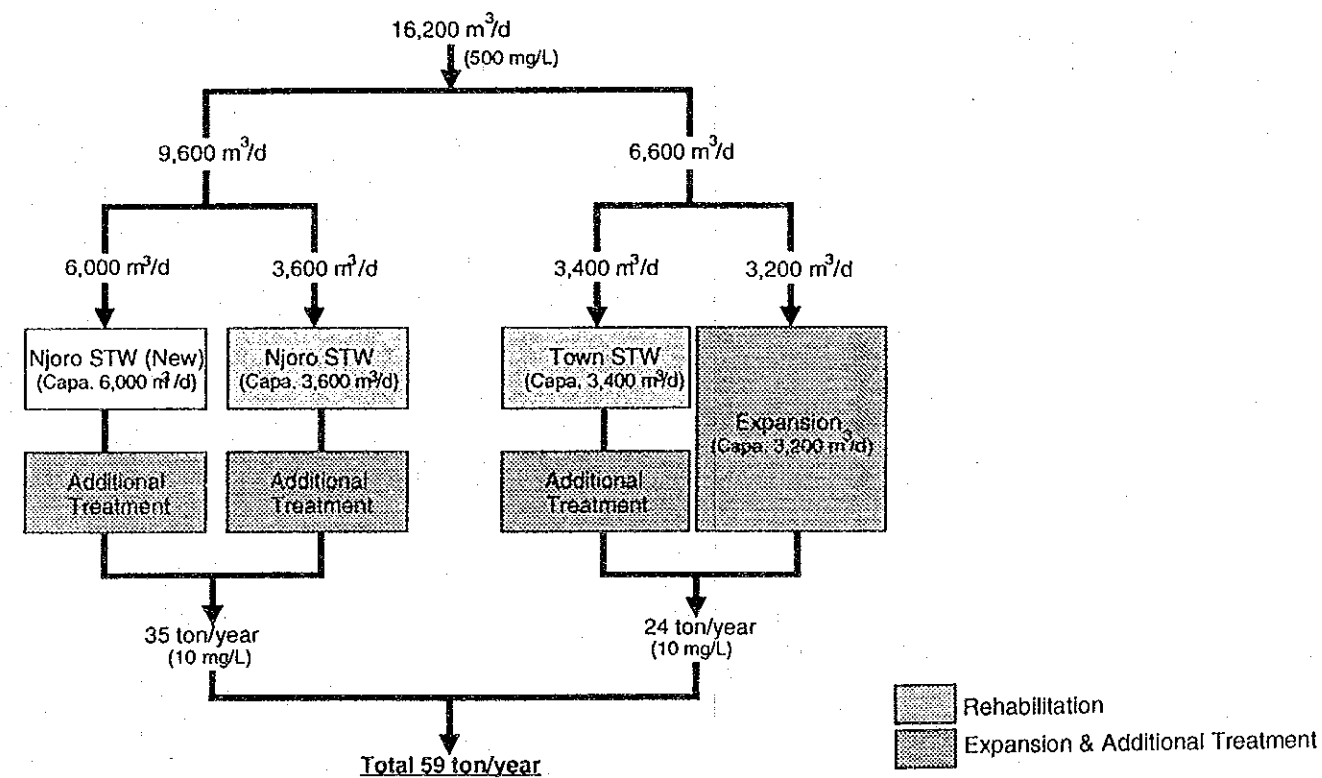 16,200 m³/d
(500 mg/L)
9,600 m³/d
6,600 m³/d
6,000 m³/d
3,600 m³/d
3,400 m³/d
3,200 m³/d
Njoro STW (New)
(Capa. 6,000 m³/d)
Njoro STW
(Capa. 3,600 m³/d)
Town STW
(Capa. 3,400 m³/d)
Expansion
(Capa. 3,200 m³/d)
Additional
Treatment
Additional
Treatment
Additional
Treatment
35 ton/year
(10 mg/L)
24 ton/year
(10 mg/L)
Total 59 ton/year
Rehabilitation
Expansion & Additional Treatment